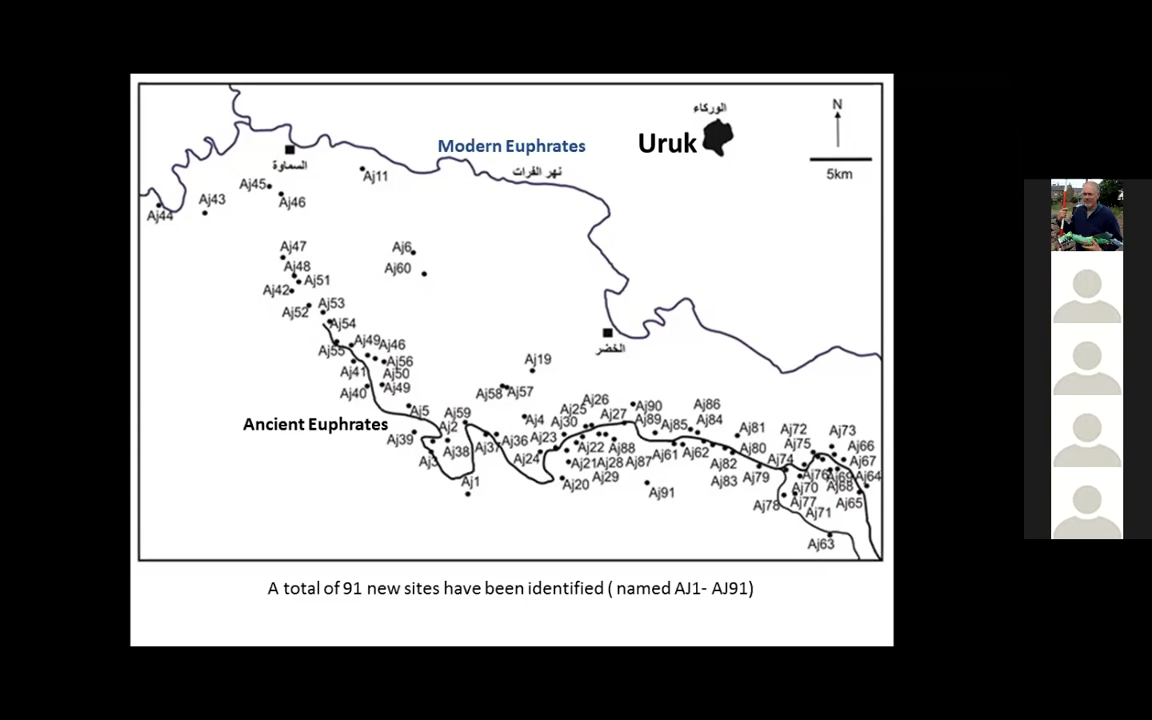 الوركاء
N
Uruk
Modern Euphrates
5km
نهر الفرات
السماوة
Aj11
Aj45
Aj46
Aj43
Aj44
Aj47
Aj6
Aj48
Aj60
Aj51
Aj42
Aj53
Aj52
Aj54
Aj49
Aj46
Aj55
الخضر
Aj56
Aj19
Aj41
Aj50
Aj49
Aj40
Aj58
Aj57
Ancient Euphrates
Aj5
Aj59
Aj2
Aj39
Aj38
Aj3
Aj1
Aj37
Aj36
Aj4
Aj23
Aj24
Aj30
Aj25
Aj26
Aj27
Aj90
Aj89
Aj85
Aj86
Aj84
Aj81
Aj72
Aj73
Aj22
Aj88
Aj21
Aj28
Aj87
Aj61
Aj62
Aj82
Aj80
Aj75
Aj66
Aj74
Aj67
Aj20
Aj29
Aj91
Aj83
Aj79
Aj76
Aj69
Aj64
Aj70
Aj68
Aj78
Aj77
Aj65
Aj71
Aj63
A total of 91 new sites have been identified ( named AJ1- AJ91)